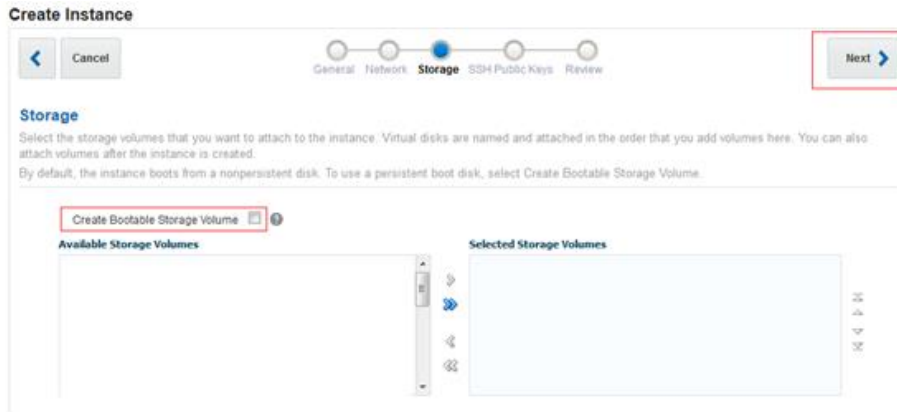 Create Instance
Cancel
General Network Storage SSH Public Keys Review
Next
Storage
Select the storage volumes that you want to attach to the instance. Virtual disks are named and attached in the order that you add volumes here. You can also
attach volumes after the instance is created.
By default, the instance boots from a nonpersistent disk. To use a persistent boot disk, select Create Bootable Storage Volume.
Create Bootable Storage Volume
Available Storage Volumes
Selected Storage Volumes